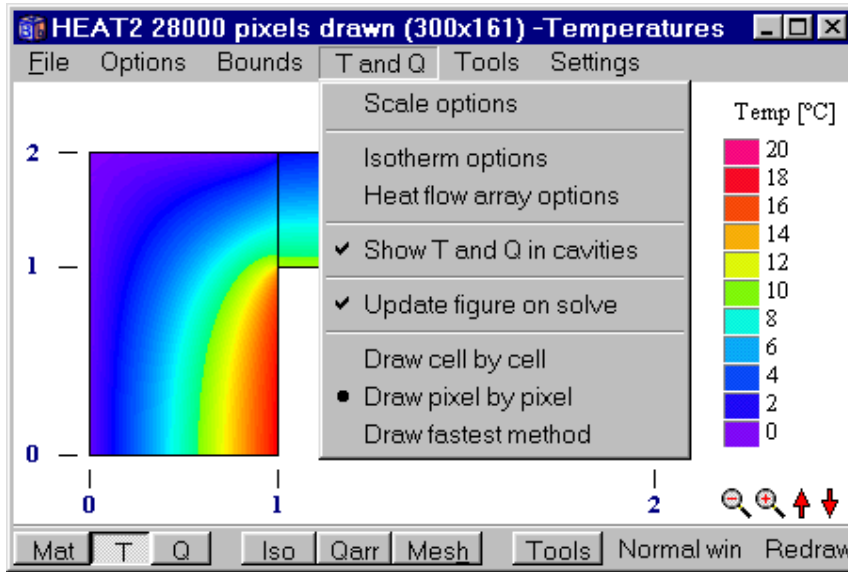 HEAT2 28000 pixels drawn (300x161) -Temperatures
File Options Bounds T and Q Tools Settings
Scale options
Isotherm options
Heat flow array options
Show T and Q in cavities
Update figure on solve
Draw cell by cell
Draw pixel by pixel
Draw fastest method
Temp [°C]
20
18
16
14
12
10
8
6
4
2
0
2
1
0
0 1 2
Mat T Q Iso Qarr Mesh Tools Normal win Redraw